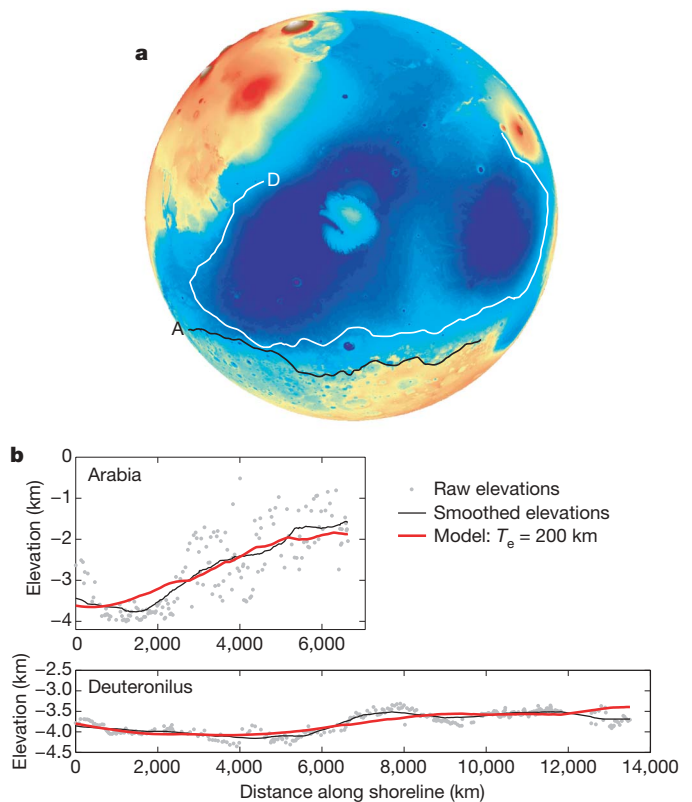 a
D
A
b
0
Arabia
−1
−2
−3
−4
Elevation (km)
0 2,000 4,000 6,000
Raw elevations
Smoothed elevations
Model: Te = 200 km
−2.5
Deuteronilus
−3.0
−3.5
−4.0
−4.5
Elevation (km)
0 2,000 4,000 6,000 8,000 10,000 12,000 14,000
Distance along shoreline (km)